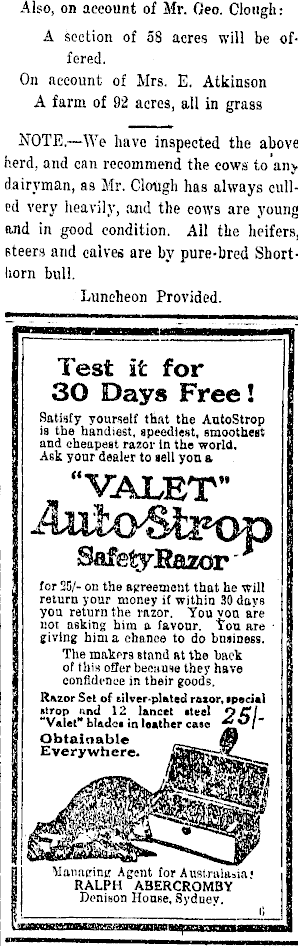 Also, on account of Mr. Geo. Clough:
A section of 58 acres will be of-
fered.
On account of Mrs. E. Atkinson
A farm of 92 acres, all in grass
NOTE.—We have inspected the above
herd, and can recommend the cows to any
dairyman, as Mr. Clough has always cull-
ed very heavily, and the cows are young
and in good condition. All the heifers,
steers and calves are by pure-bred Short-
horn bull.
Luncheon Provided.
Test it for
30 Days Free!
Satisfy yourself that the AutoStrop
is the handiest, speediest, smoothest
and cheapest razor in the world.
Ask your dealer to sell you a
"VALET"
AutoStrop
Safety Razor
for 25/- on the agreement that he will
return your money if within 30 days
you return the razor. You you are
not asking him a favour. You are
giving him a chance to do business.
The makers stand at the back
of this offer because they have
confidence in their goods.
Razor Set of silver-plated razor, special
strop and 12 lancet steel
"Valet" blades in leather case 25/-
Obtainable
Everywhere.
Managing Agent for Australasia:
RALPH ABERCROMBY
Denison House, Sydney.
6